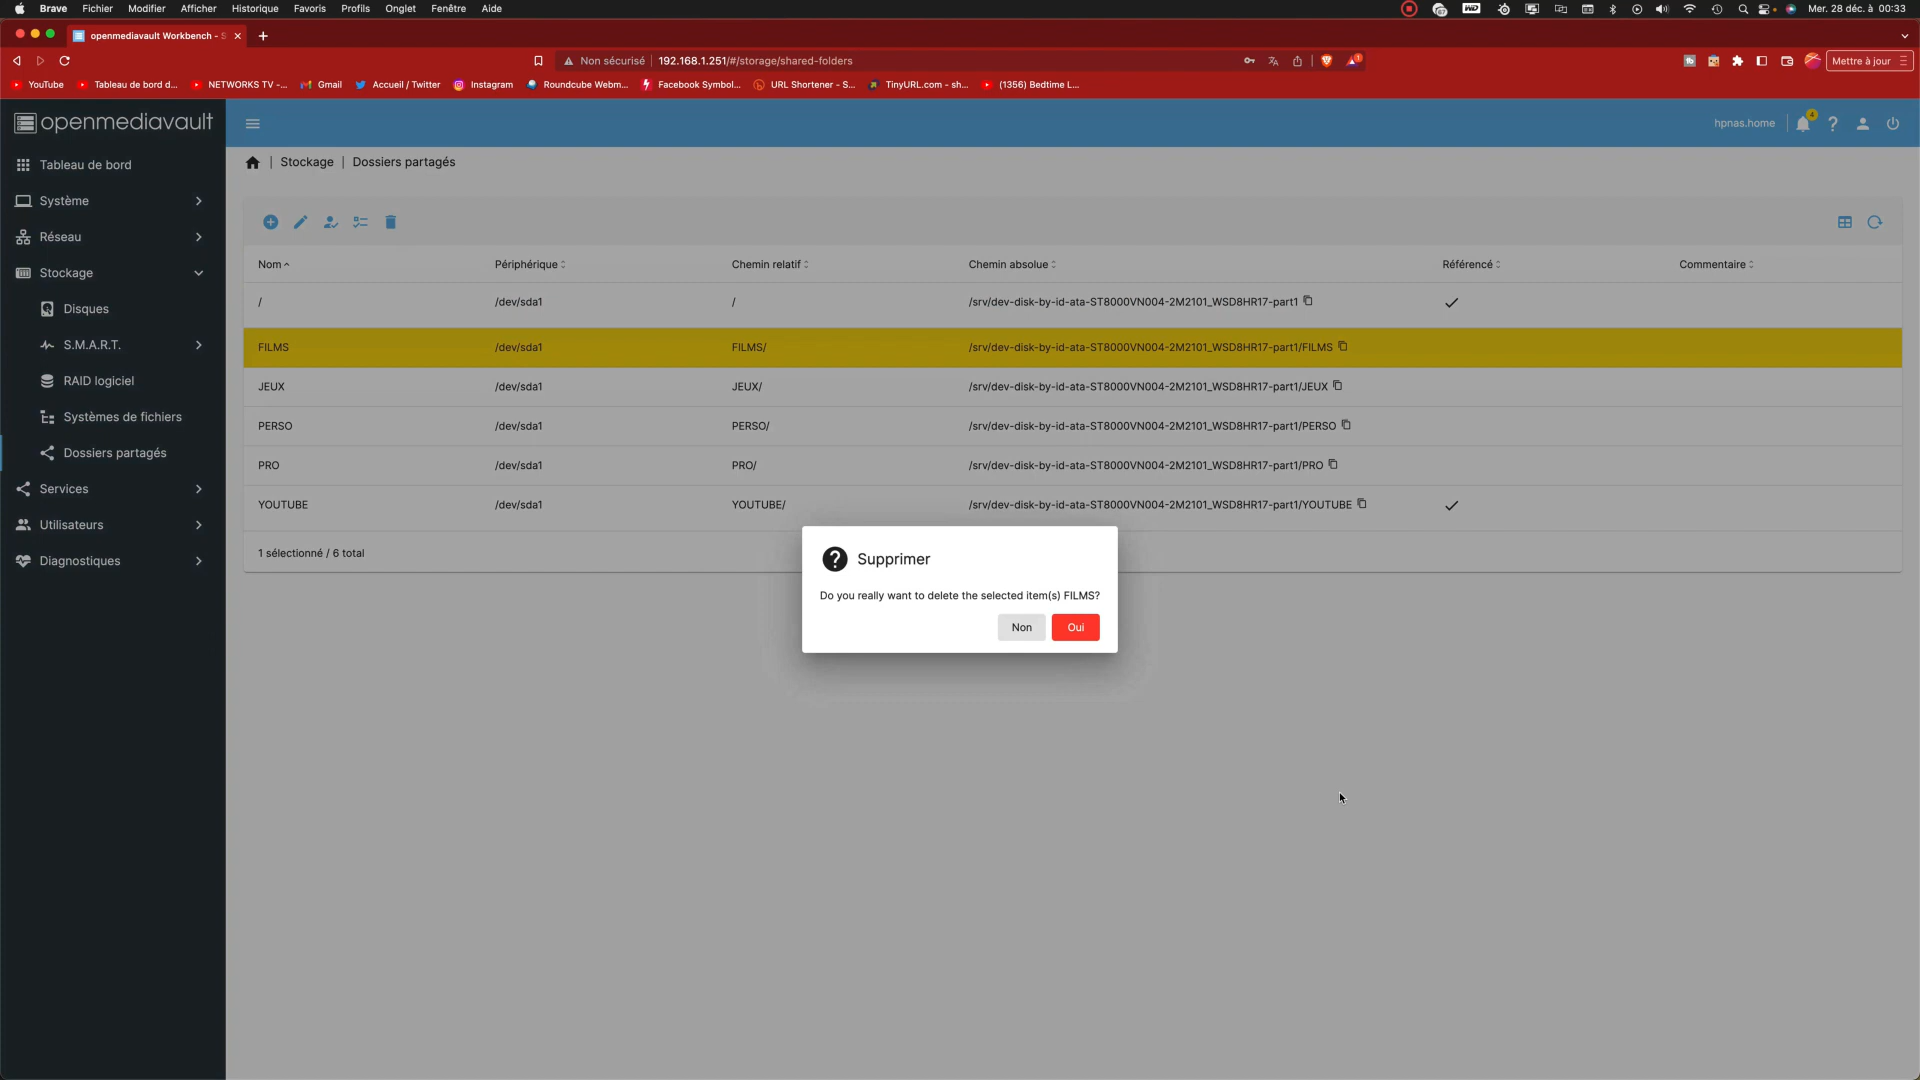 Brave Fichier Modifier Afficher Historique Favoris Profils Onglet Fenêtre Aide Mer. 28 déc. à 00:33
openmediavault Workbench - S
Non sécurisé 192.168.1.251/#/storage/shared-folders Mettre à jour
YouTube Tableau de bord d... NETWORKS TV -... Gmail Accueil / Twitter Instagram Roundcube Webm... Facebook Symbol... URL Shortener - S... TinyURL.com - sh... (1356) Bedtime L...
openmediavault hpnas.home 4
Stockage | Dossiers partagés
Tableau de bord
Système
Réseau
Stockage
Disques
S.M.A.R.T.
RAID logiciel
Systèmes de fichiers
Dossiers partagés
Services
Utilisateurs
Diagnostiques
Nom Périphérique Chemin relatif Chemin absolue Référencé Commentaire
/ /dev/sda1 / /srv/dev-disk-by-id-ata-ST8000VN004-2M2101_WSD8HR17-part1
FILMS /dev/sda1 FILMS/ /srv/dev-disk-by-id-ata-ST8000VN004-2M2101_WSD8HR17-part1/FILMS
JEUX /dev/sda1 JEUX/ /srv/dev-disk-by-id-ata-ST8000VN004-2M2101_WSD8HR17-part1/JEUX
PERSO /dev/sda1 PERSO/ /srv/dev-disk-by-id-ata-ST8000VN004-2M2101_WSD8HR17-part1/PERSO
PRO /dev/sda1 PRO/ /srv/dev-disk-by-id-ata-ST8000VN004-2M2101_WSD8HR17-part1/PRO
YOUTUBE /dev/sda1 YOUTUBE/ /srv/dev-disk-by-id-ata-ST8000VN004-2M2101_WSD8HR17-part1/YOUTUBE
1 sélectionné / 6 total
Supprimer
Do you really want to delete the selected item(s) FILMS?
Non Oui